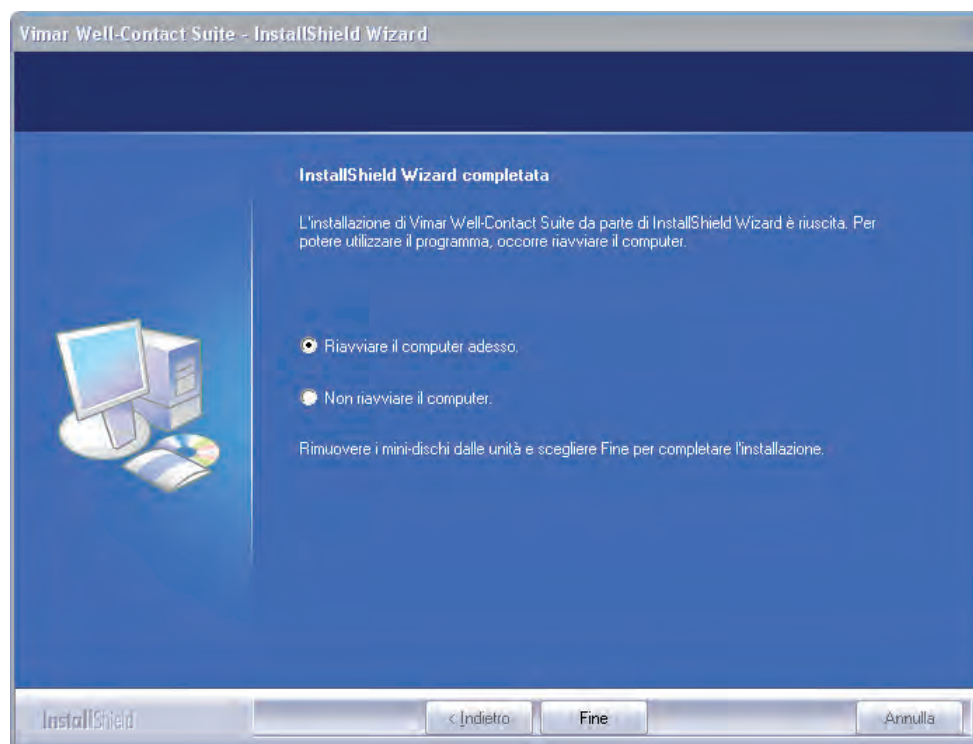 Vimar Well-Contact Suite - InstallShield Wizard
InstallShield Wizard completata
L'installazione di Vimar Well-Contact Suite da parte di InstallShield Wizard è riuscita. Per
potere utilizzare il programma, occorre riavviare il computer.
Riavviare il computer adesso.
Non riavviare il computer.
Rimuovere i mini-dischi dalle unità e scegliere Fine per completare l'installazione.
InstallShield
< Indietro
Fine
Annulla